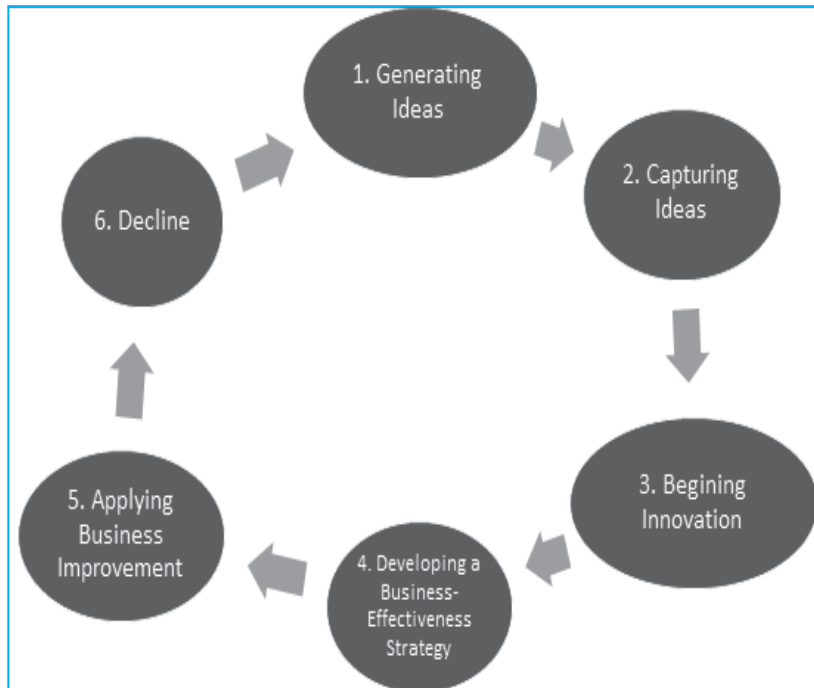 1. Generating
Ideas
2. Capturing
Ideas
3. Begining
Innovation
4. Developing a
Business-
Effectiveness
Strategy
5. Applying
Business
Improvement
6. Decline